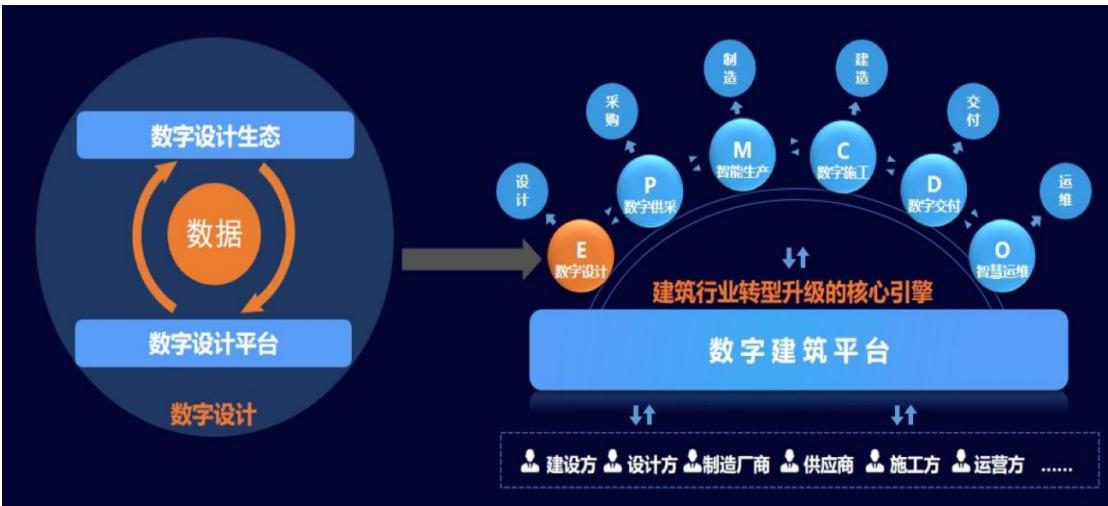 数字设计生态
数据
数字设计平台
数字设计
设计
采购
制造
建造
交付
运维
E
数字设计
P
数字供采
M
智能生产
C
数字施工
D
数字交付
O
智慧运维
建筑行业转型升级的核心引擎
数字建筑平台
建设方 设计方 制造厂商 供应商 施工方 运营方 ……